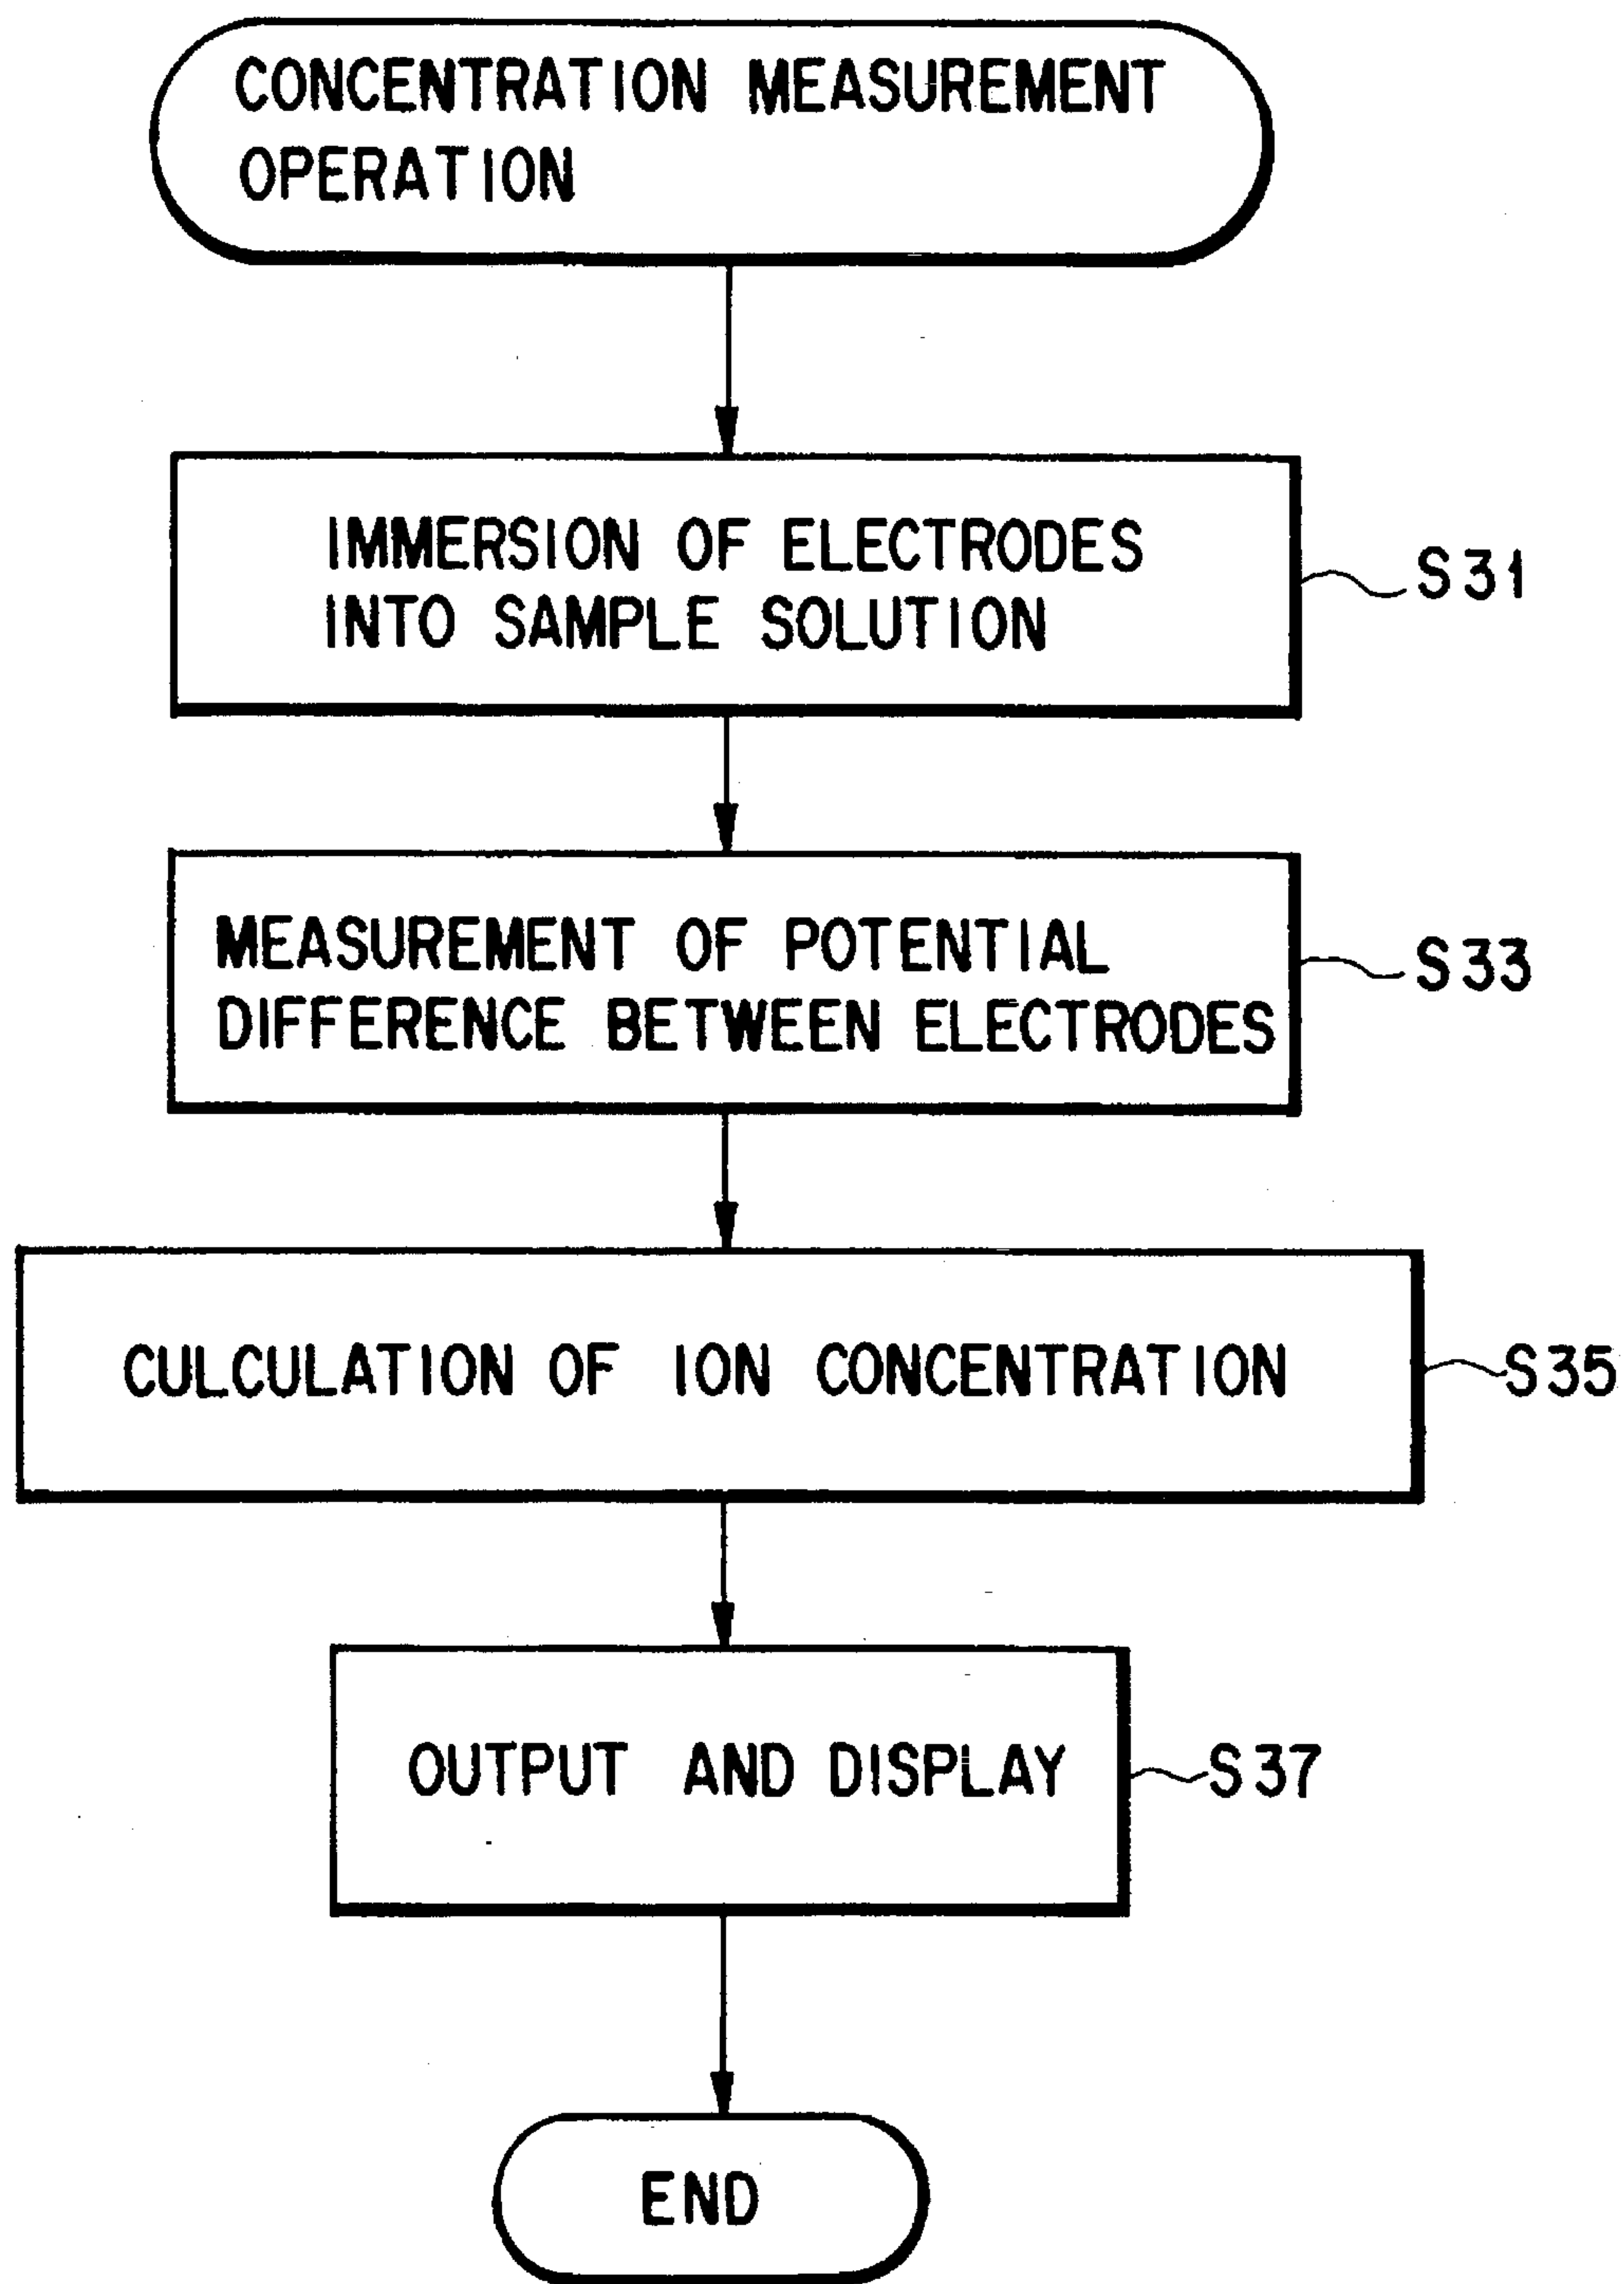 CONCENTRATION MEASUREMENT
OPERATION
IMMERSION OF ELECTRODES
INTO SAMPLE SOLUTION
S31
MEASUREMENT OF POTENTIAL
DIFFERENCE BETWEEN ELECTRODES
S33
CULCULATION OF ION CONCENTRATION
S35
OUTPUT AND DISPLAY
S37
END